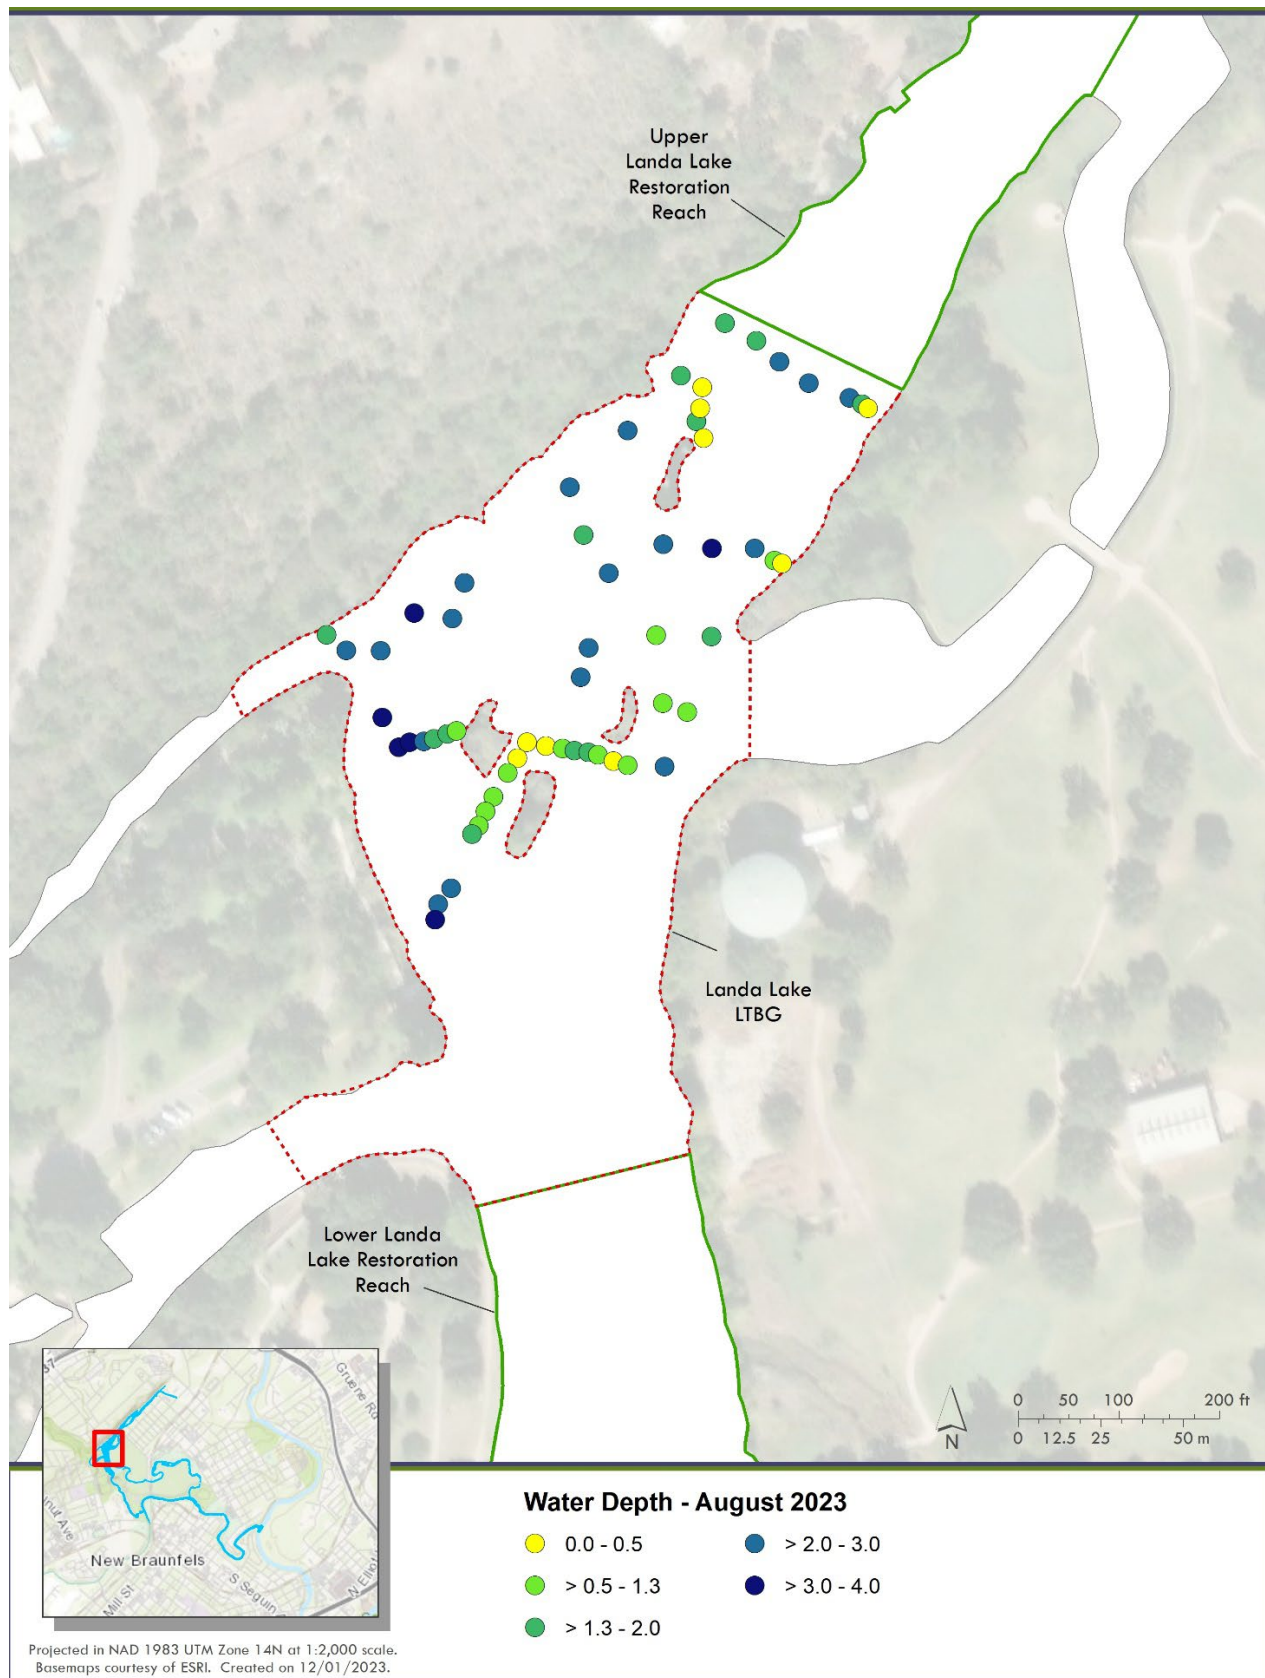 Upper
Landa Lake
Restoration
Reach
Landa Lake
LTBG
Lower Landa
Lake Restoration
Reach
0 50 100 200 ft
0 12.5 25 50 m
N
Gruene Rd
New Braunfels
Mill St
S Seguin
N Elliot
Water Depth - August 2023
0.0 - 0.5
> 0.5 - 1.3
> 1.3 - 2.0
> 2.0 - 3.0
> 3.0 - 4.0
Projected in NAD 1983 UTM Zone 14N at 1:2,000 scale.
Basemaps courtesy of ESRI. Created on 12/01/2023.